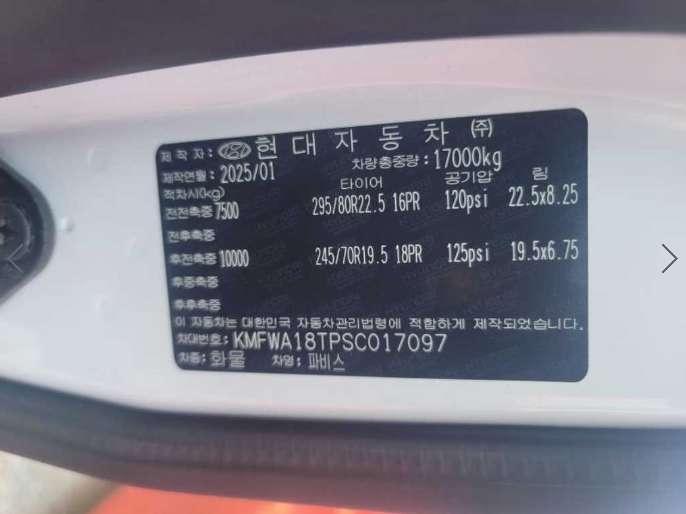 제작자: 현대자동차 ㈜
제작연월: 2025/01 차량총중량: 17000kg
적차시(kg) 타이어 공기압 림
전전축중 7500 295/80R22.5 16PR 120psi 22.5x8.25
전후축중
후전축중 10000 245/70R19.5 18PR 125psi 19.5x6.75
후중축중
후후축중
이 자동차는 대한민국 자동차관리법령에 적합하게 제작되었습니다.
차대번호: KMFWA18TPSC017097
차종: 화물 차명: 파비스